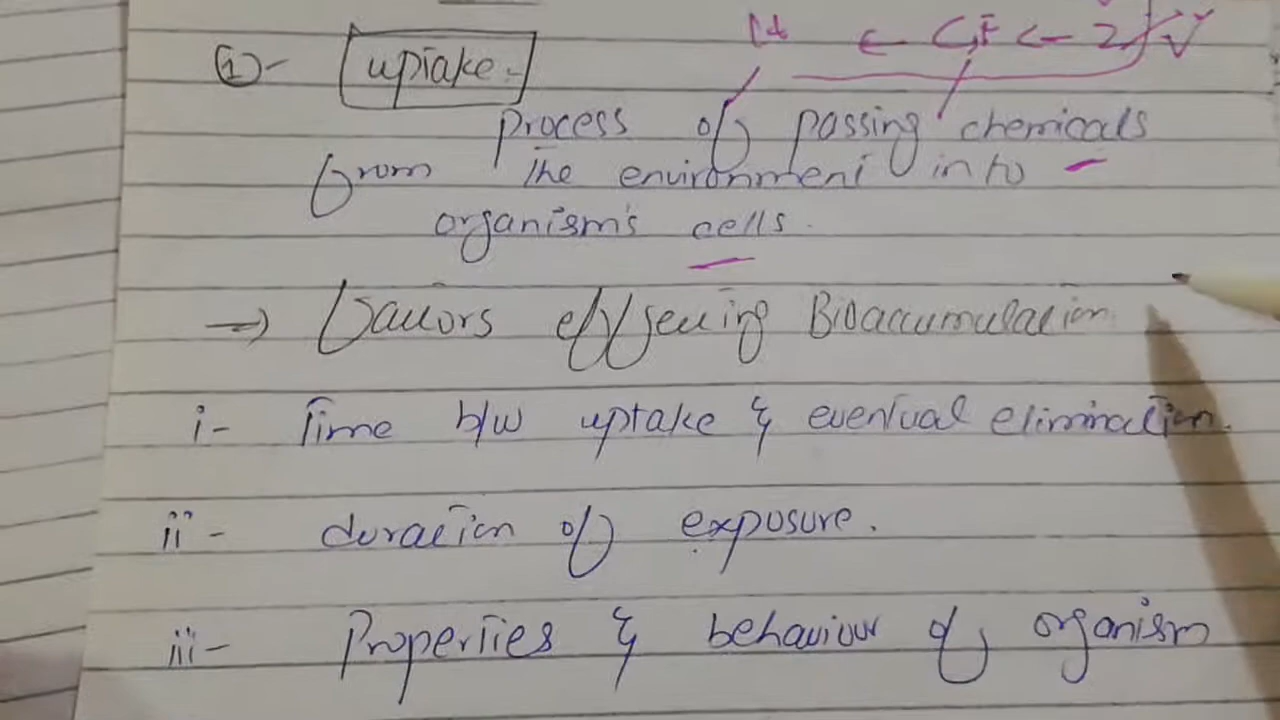 (1)- uptake -
process of passing chemicals
from the environment into
organism's cells.
→ Factors effecting Bioaccumulation
i- Time b/w uptake & eventual elimination.
ii- duration of exposure.
iii- Properties & behaviour of organism